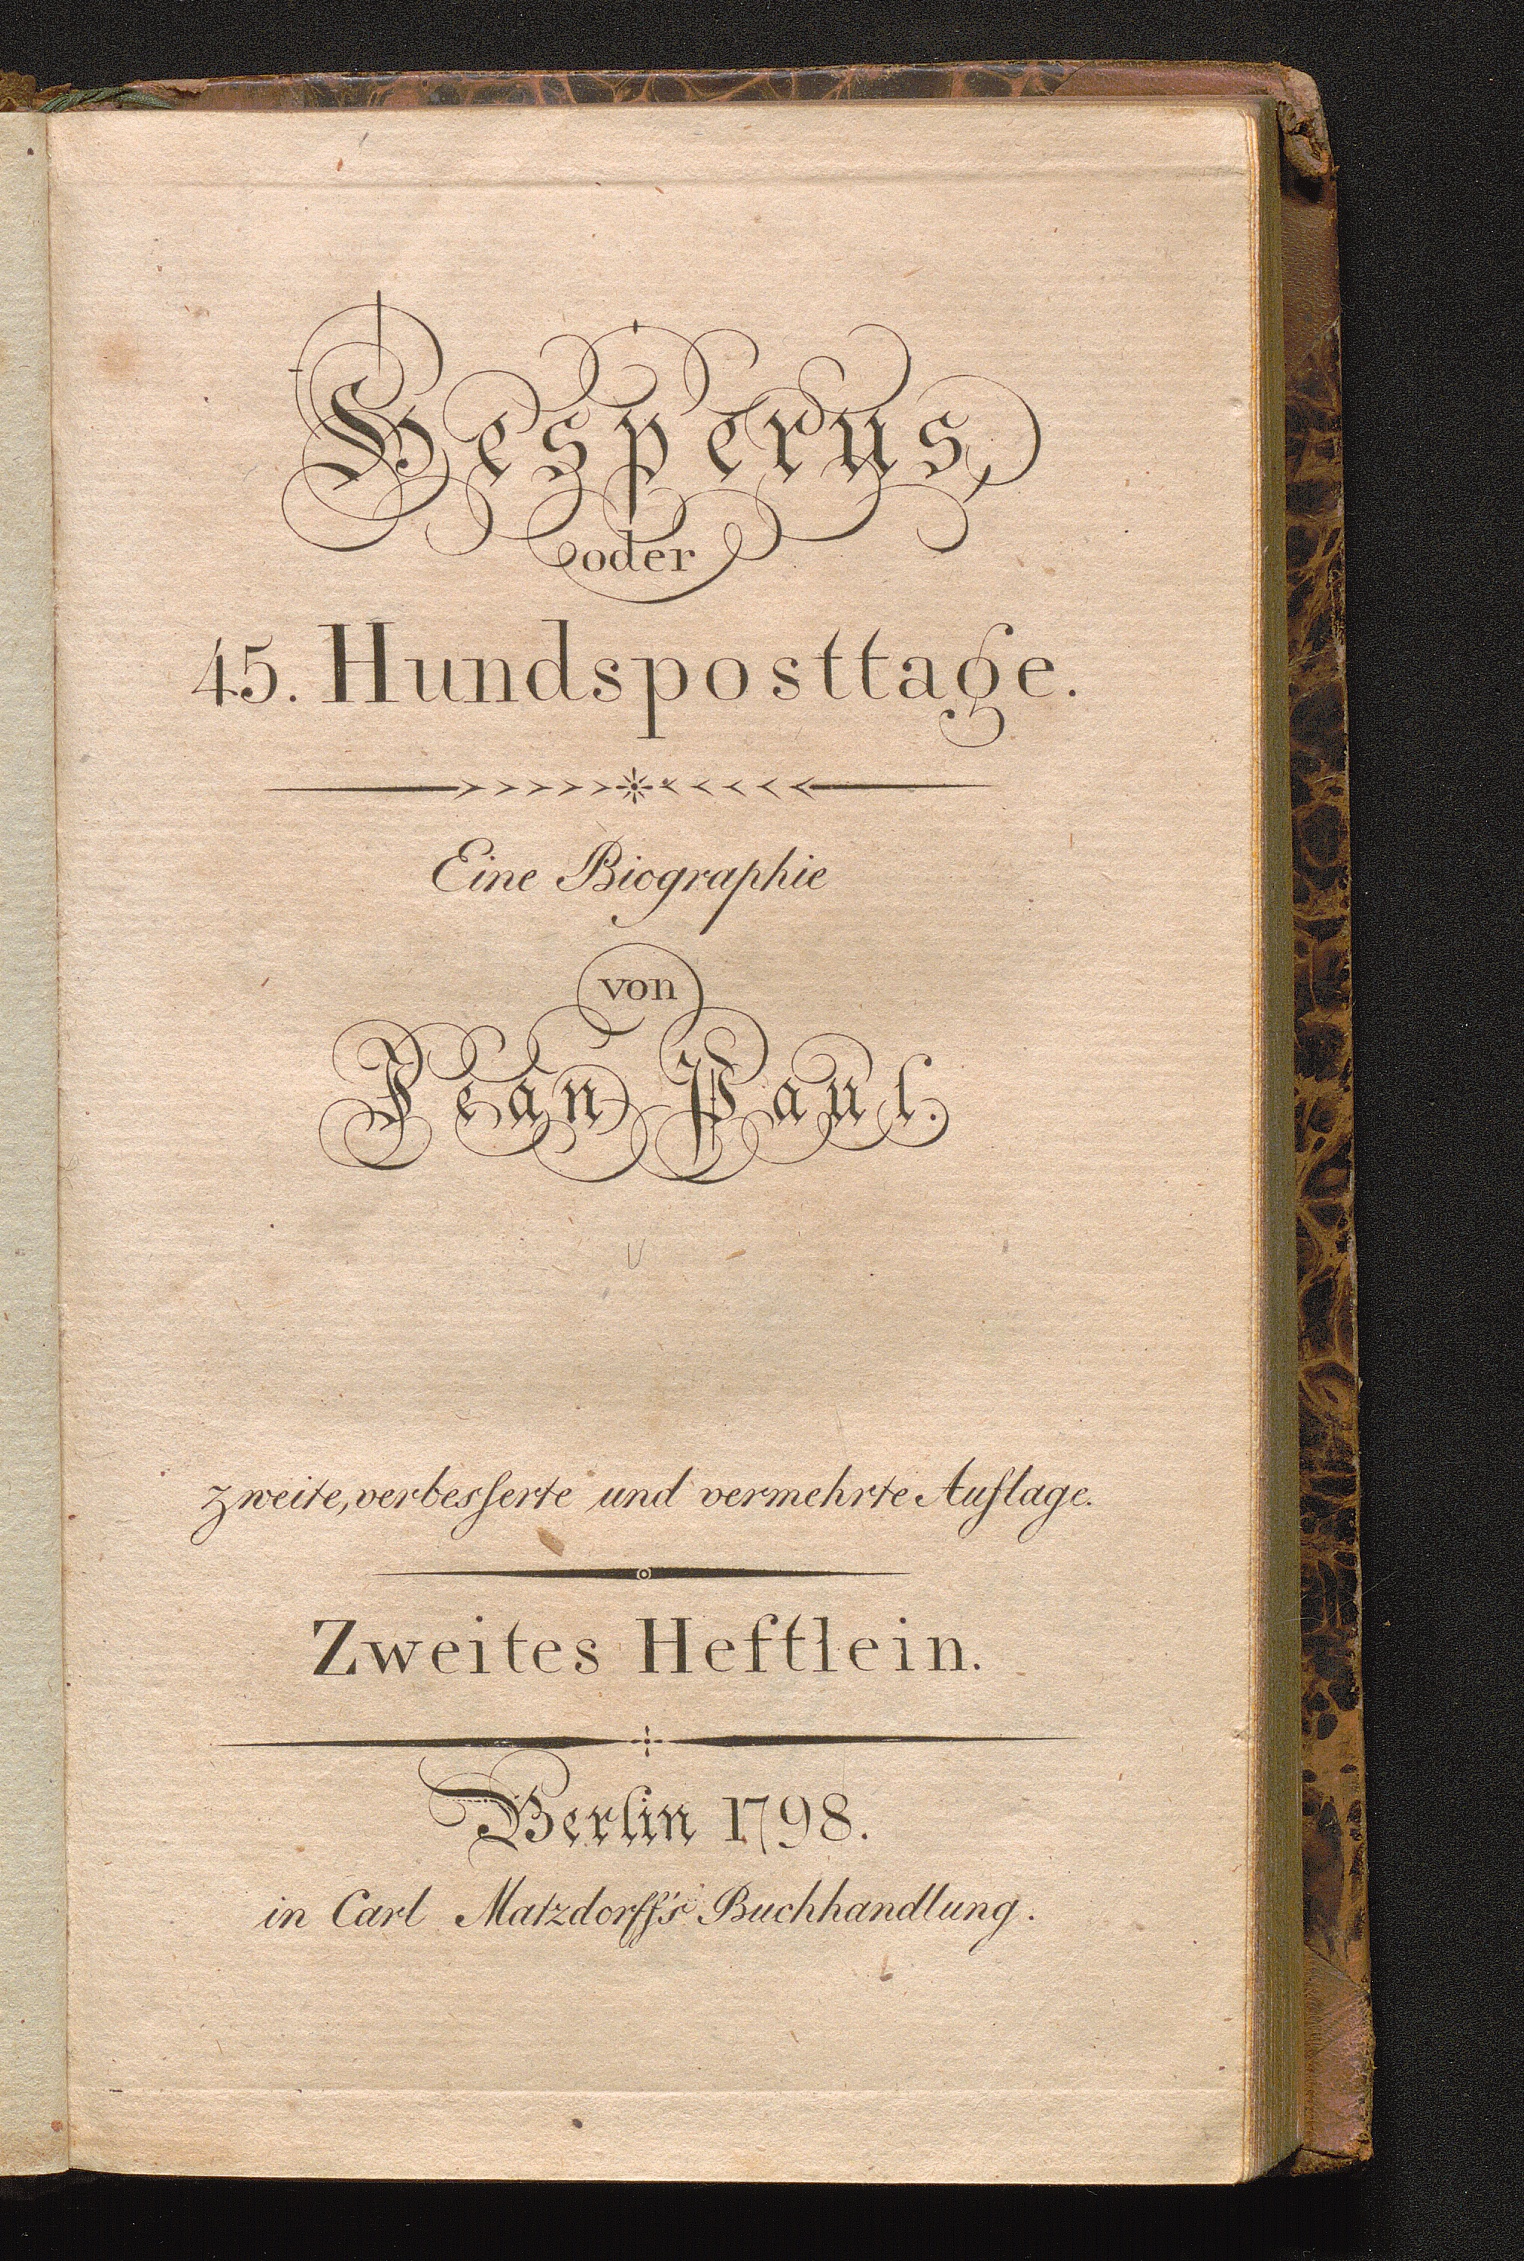 Hesperus,
oder
45. Hundsposttage.
Eine Biographie
von
Jean Paul.
zweite, verbesſerte und vermehrte Auflage.
Zweites Heftlein.
Berlin 1798.
in Carl Matzdorff's Buchhandlung.